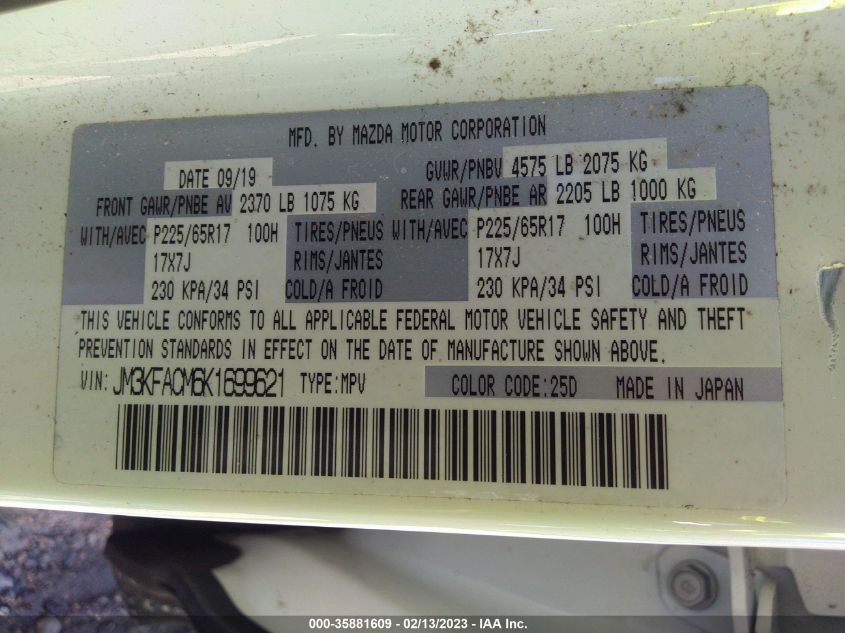 MFD. BY MAZDA MOTOR CORPORATION
DATE 09/19 GVWR/PNBV 4575 LB 2075 KG
FRONT GAWR/PNBE AV 2370 LB 1075 KG REAR GAWR/PNBE AR 2205 LB 1000 KG
WITH/AVEC P225/65R17 100H TIRES/PNEUS WITH/AVEC P225/65R17 100H TIRES/PNEUS
17X7J RIMS/JANTES 17X7J RIMS/JANTES
230 KPA/34 PSI COLD/A FROID 230 KPA/34 PSI COLD/A FROID
THIS VEHICLE CONFORMS TO ALL APPLICABLE FEDERAL MOTOR VEHICLE SAFETY AND THEFT
PREVENTION STANDARDS IN EFFECT ON THE DATE OF MANUFACTURE SHOWN ABOVE.
VIN: JM3KFACM6K1699621 TYPE:MPV COLOR CODE:25D MADE IN JAPAN
000-35881609 - 02/13/2023 - IAA Inc.